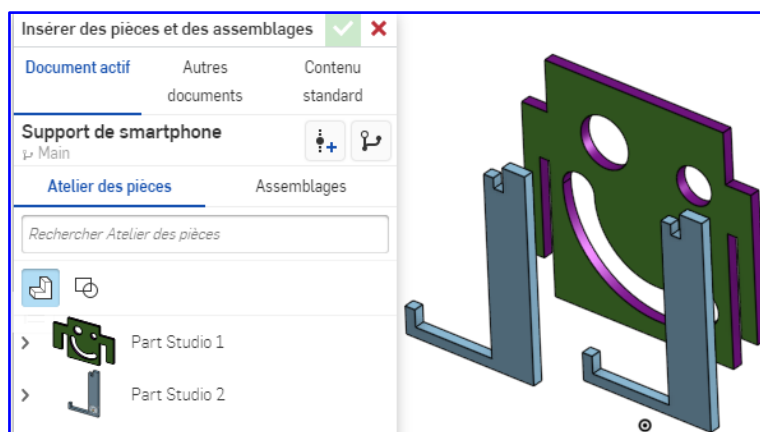 Insérer des pièces et des assemblages
Document actif
Autres documents
Contenu standard
Support de smartphone
Main
Atelier des pièces
Assemblages
Rechercher Atelier des pièces
Part Studio 1
Part Studio 2